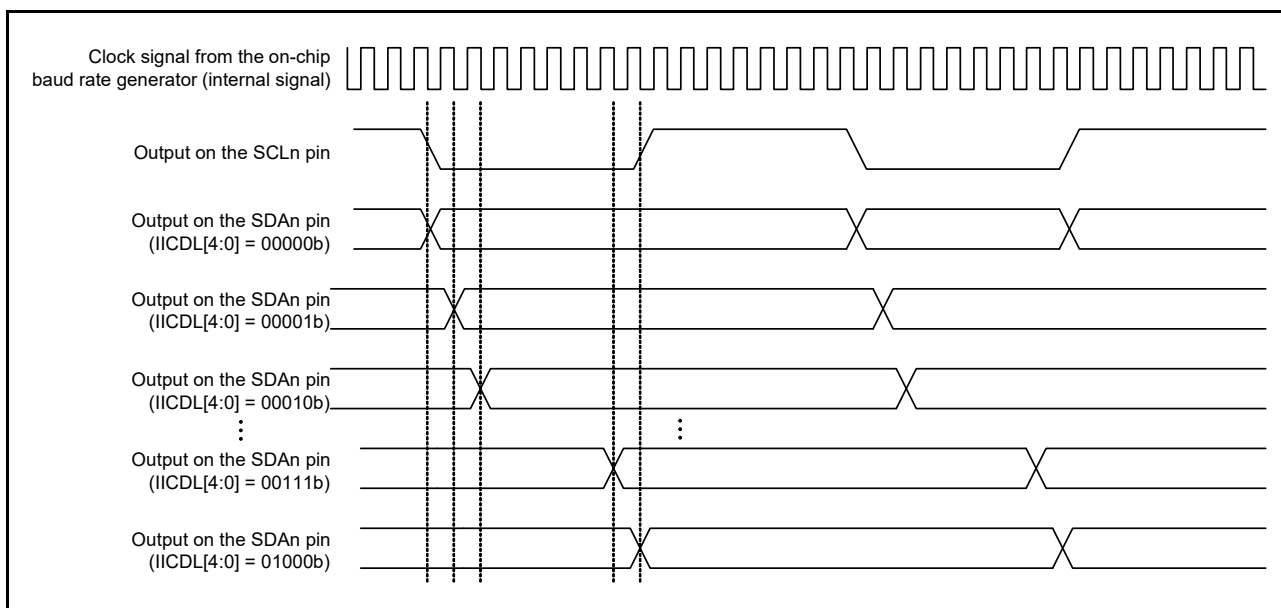 Clock signal from the on-chip
baud rate generator (internal signal)
Output on the SCLn pin
Output on the SDAn pin
(IICDL[4:0] = 00000b)
Output on the SDAn pin
(IICDL[4:0] = 00001b)
Output on the SDAn pin
(IICDL[4:0] = 00010b)
Output on the SDAn pin
(IICDL[4:0] = 00111b)
Output on the SDAn pin
(IICDL[4:0] = 01000b)